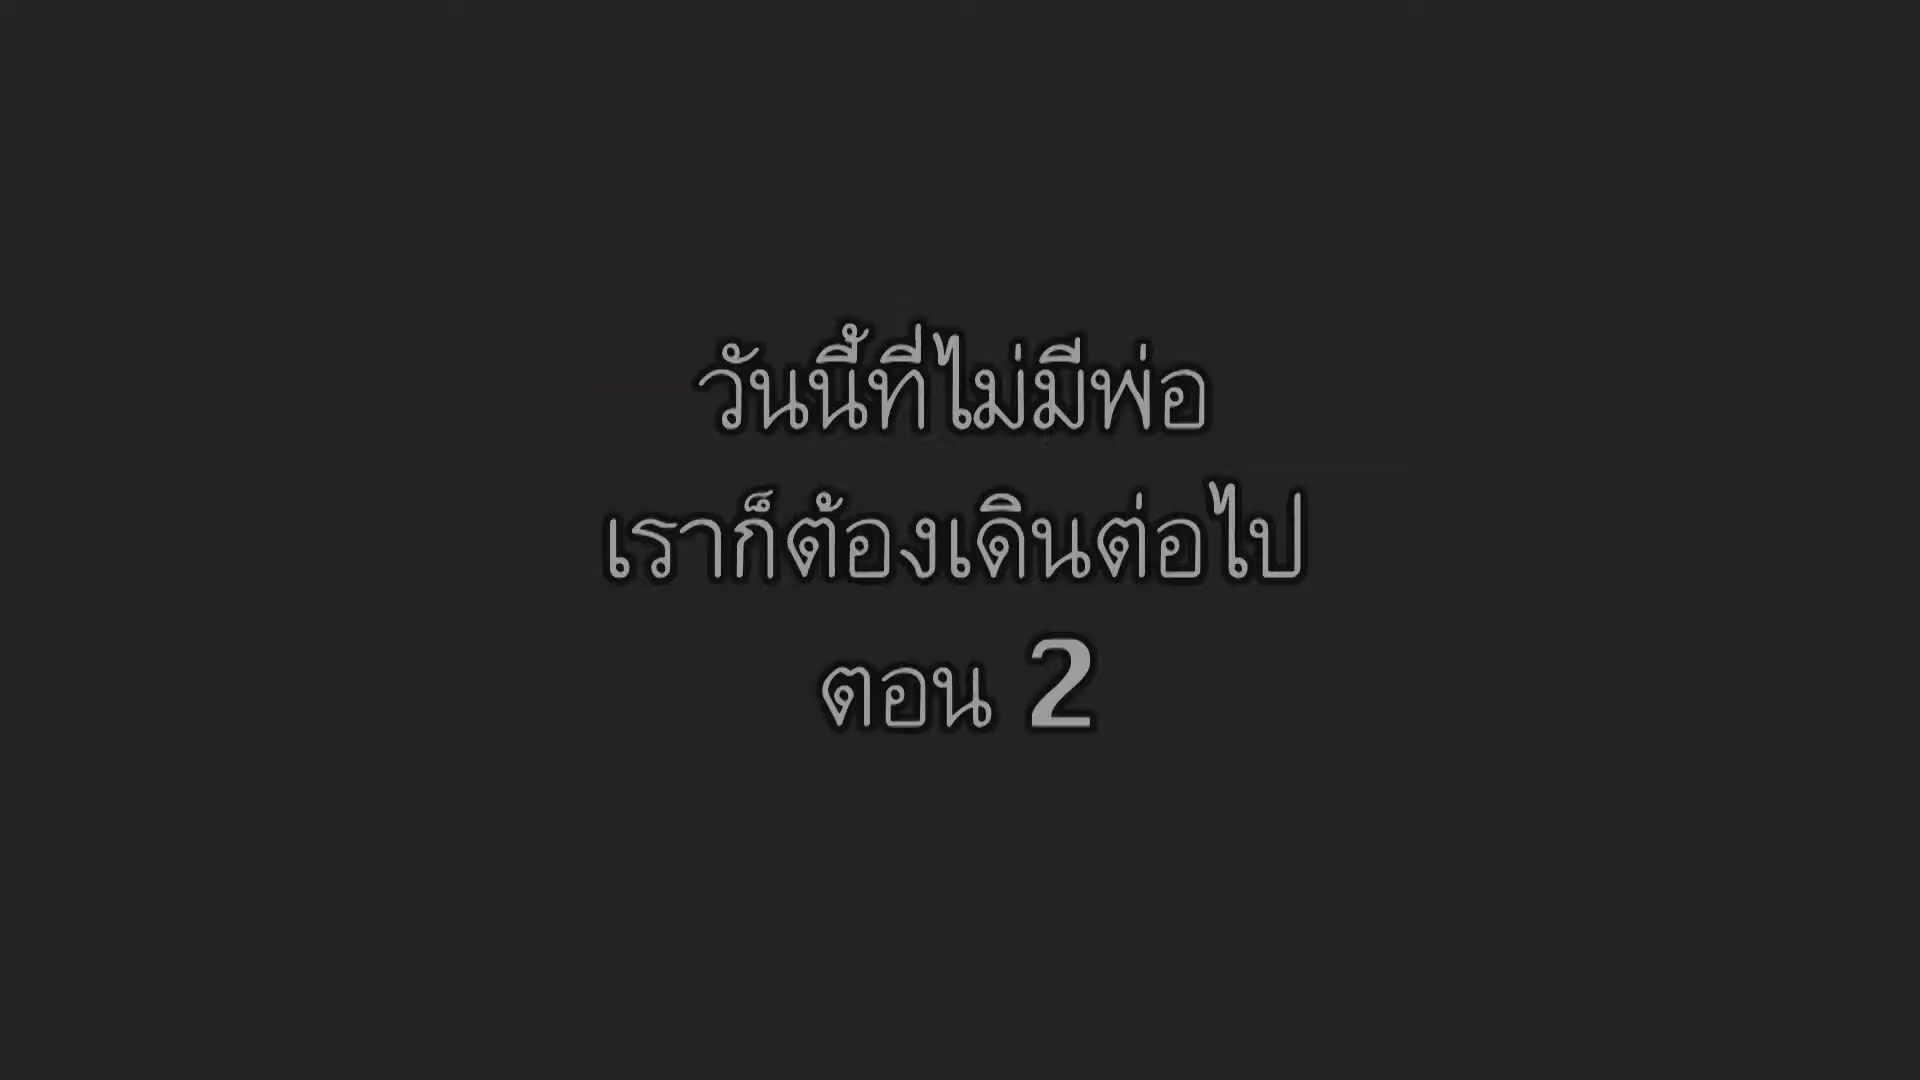 วันนี้ที่ไม่มีพ่อ
เราก็ต้องเดินต่อไป
ตอน 2